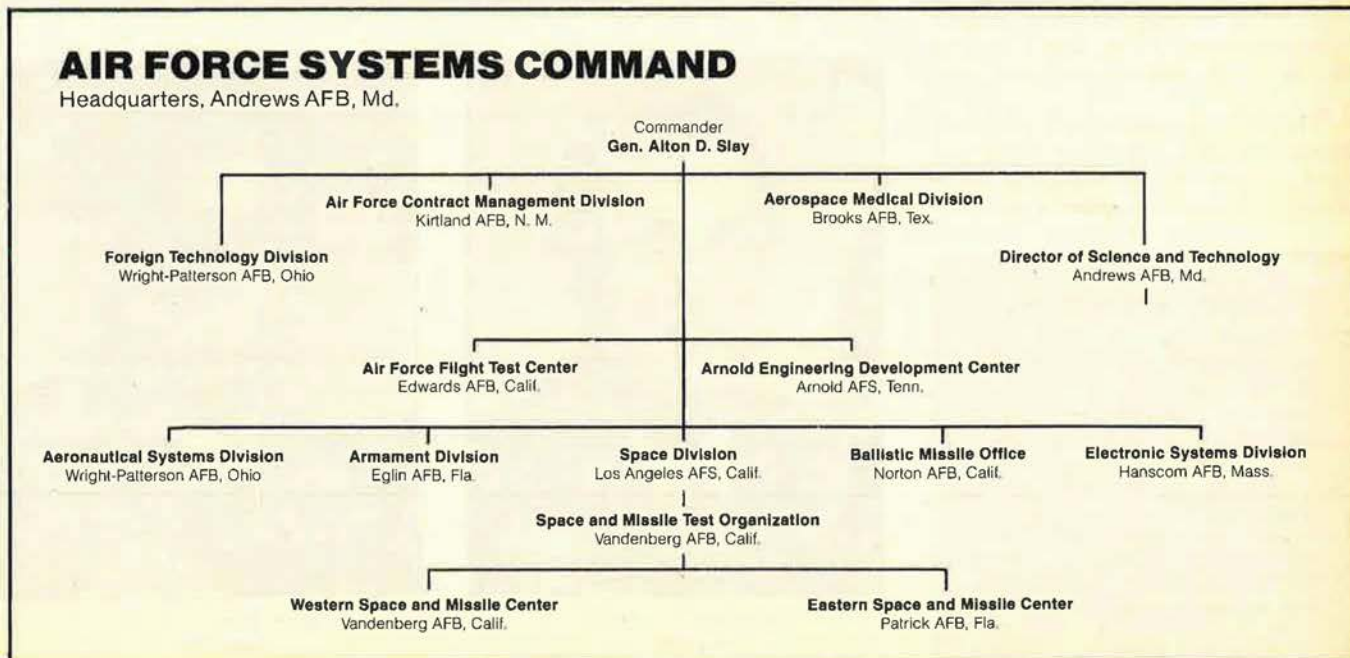 AIR FORCE SYSTEMS COMMAND
Headquarters, Andrews AFB, Md.
Commander
Gen. Alton D. Slay
Air Force Contract Management Division
Kirtland AFB, N. M.
Aerospace Medical Division
Brooks AFB, Tex.
Foreign Technology Division
Wright-Patterson AFB, Ohio
Director of Science and Technology
Andrews AFB, Md.
Air Force Flight Test Center
Edwards AFB, Calif.
Arnold Engineering Development Center
Arnold AFS, Tenn.
Aeronautical Systems Division
Wright-Patterson AFB, Ohio
Armament Division
Eglin AFB, Fla.
Space Division
Los Angeles AFS, Calif.
Ballistic Missile Office
Norton AFB, Calif.
Electronic Systems Division
Hanscom AFB, Mass.
Space and Missile Test Organization
Vandenberg AFB, Calif.
Western Space and Missile Center
Vandenberg AFB, Calif.
Eastern Space and Missile Center
Patrick AFB, Fla.